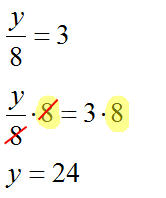 y/8 = 3
y/8 · 8 = 3 · 8
y = 24